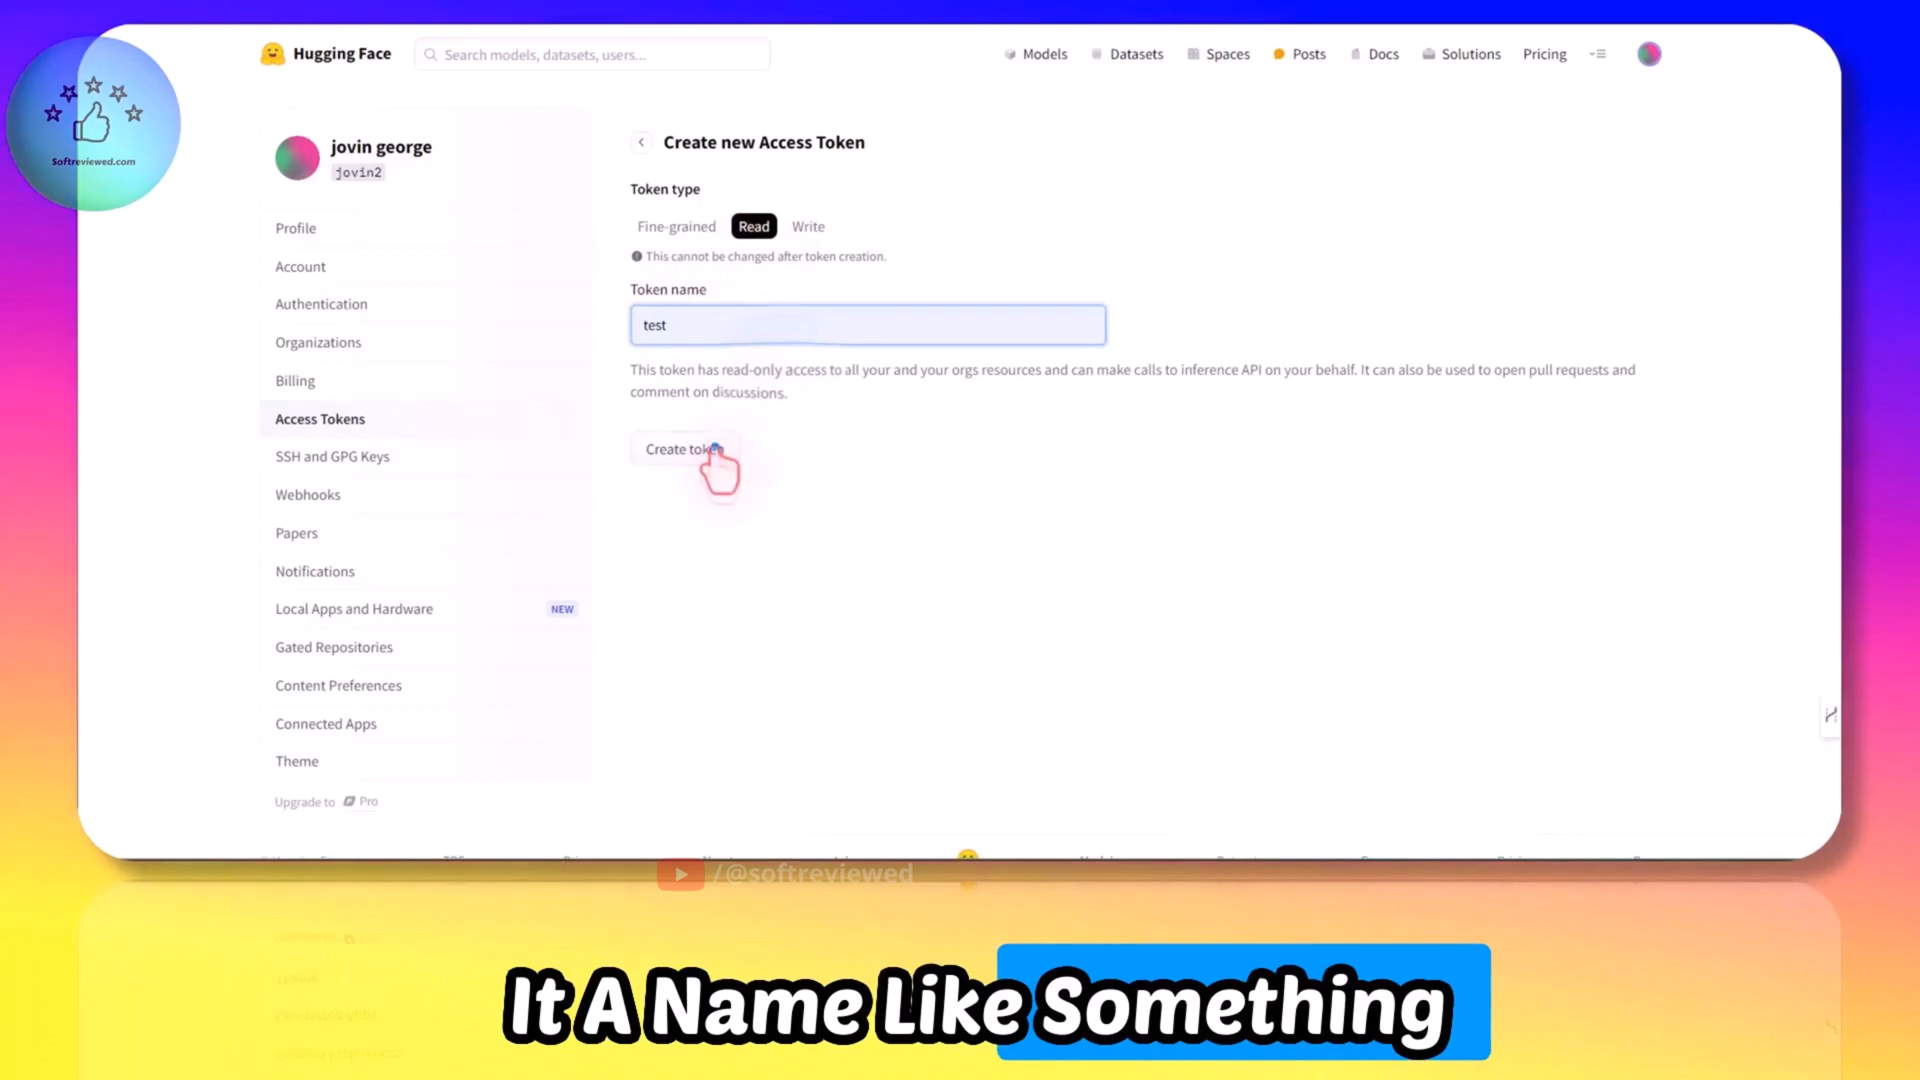 Hugging Face
Search models, datasets, users...
Models
Datasets
Spaces
Posts
Docs
Solutions
Pricing
Softreviewed.com
jovin george
jovin2
Profile
Account
Authentication
Organizations
Billing
Access Tokens
SSH and GPG Keys
Webhooks
Papers
Notifications
Local Apps and Hardware NEW
Gated Repositories
Content Preferences
Connected Apps
Theme
Upgrade to Pro
Create new Access Token
Token type
Fine-grained Read Write
This cannot be changed after token creation.
Token name
test
This token has read-only access to all your and your orgs resources and can make calls to inference API on your behalf. It can also be used to open pull requests and
comment on discussions.
Create token
/@softreviewed
It A Name Like Something